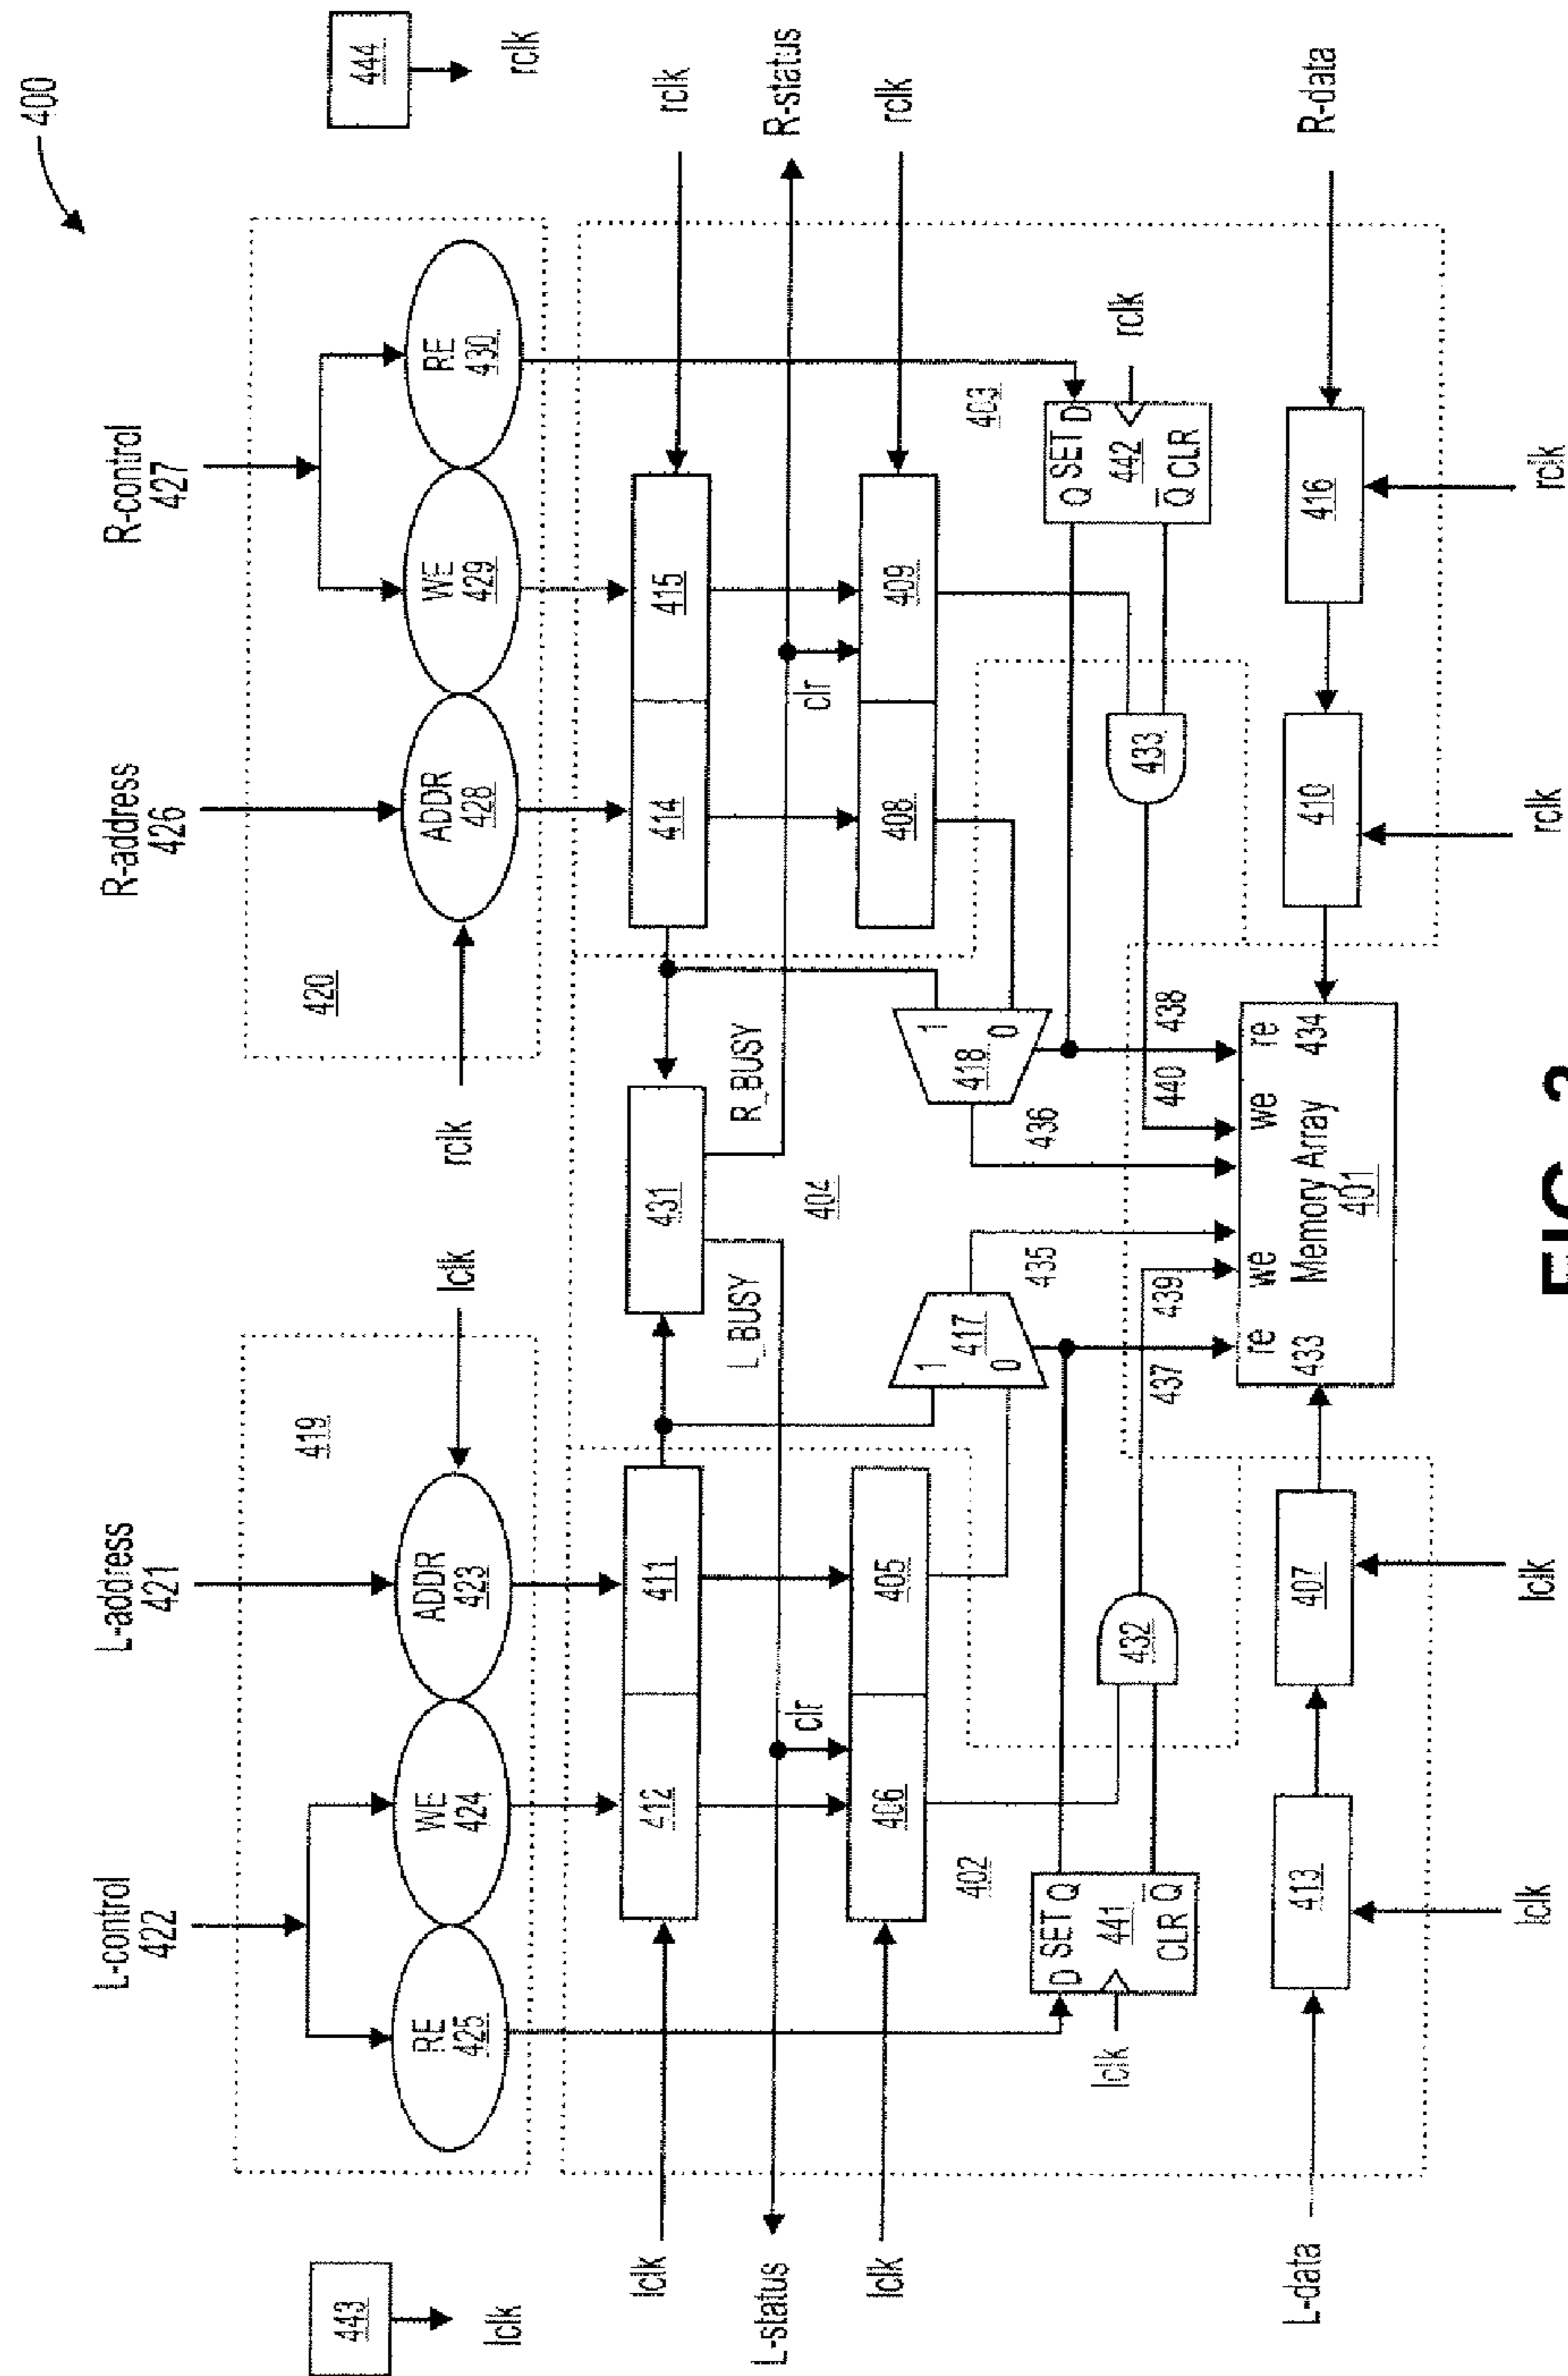 400
443
lclk
L-control
422
L-address
421
R-address
426
R-control
427
444
rclk
RE
425
WE
424
ADDR
423
419
lclk
rclk
420
ADDR
428
WE
429
RE
430
lclk
412
411
431
414
415
rclk
L-status
clr
L_BUSY
R_BUSY
clr
R-status
lclk
406
405
404
408
409
rclk
402
1
417
0
1
418
0
403
D SET Q
441
CLR Q
lclk
432
435
436
433
Q SET D
442
Q CLR
rclk
437
439
440
438
L-data
413
407
re
433
we
we
re
434
Memory Array
401
410
416
R-data
lclk
lclk
rclk
rclk
FIG.